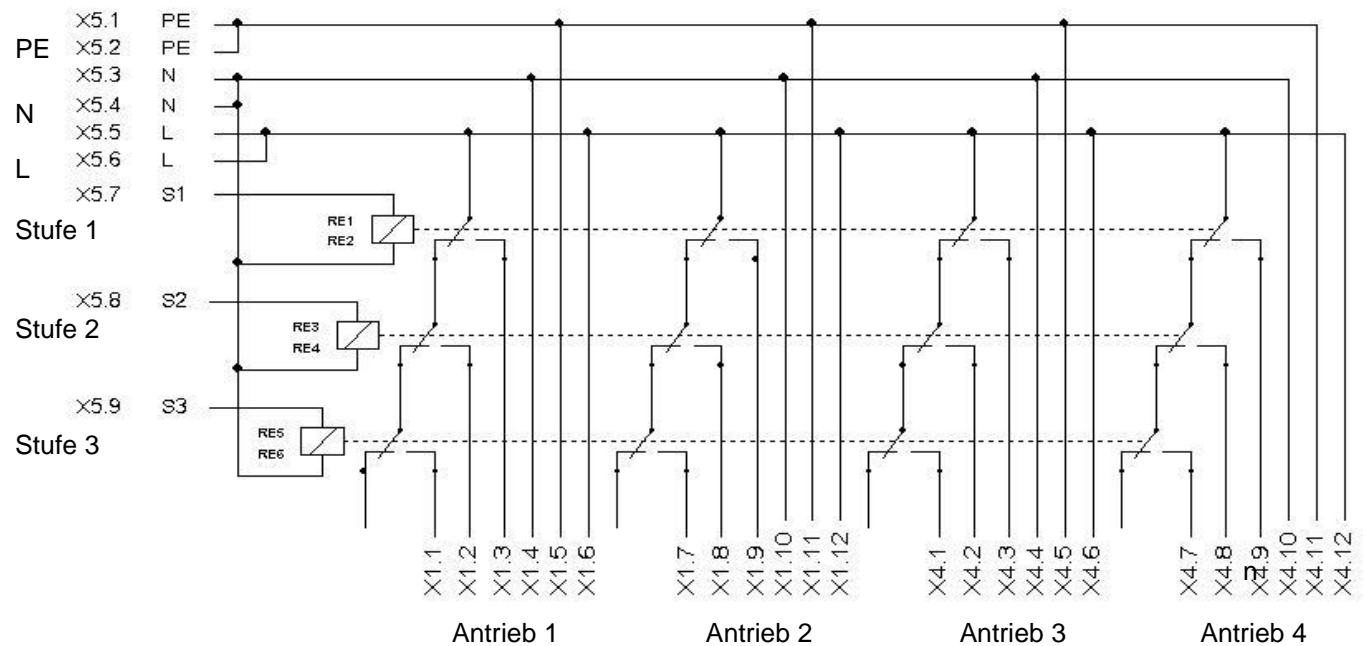 X5.1 PE
PE X5.2 PE
X5.3 N
N X5.4 N
X5.5 L
L X5.6 L
X5.7 S1
Stufe 1 RE1
RE2
X5.8 S2
Stufe 2 RE3
RE4
X5.9 S3
Stufe 3 RE5
RE6
X1.1 X1.2 X1.3 X1.4 X1.5 X1.6 X1.7 X1.8 X1.9 X1.10 X1.11 X1.12 X4.1 X4.2 X4.3 X4.4 X4.5 X4.6 X4.7 X4.8 X4.9 X4.10 X4.11 X4.12
n
Antrieb 1 Antrieb 2 Antrieb 3 Antrieb 4